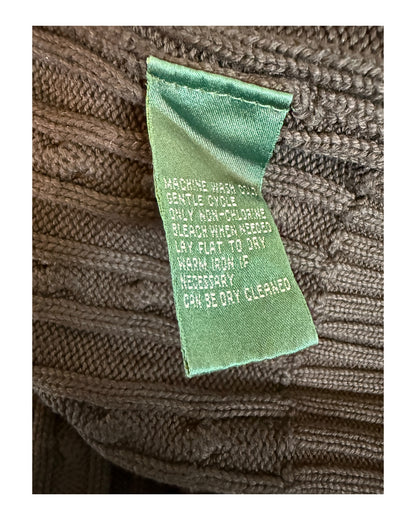 MACHINE WASH COLD
GENTLE CYCLE
ONLY NON-CHLORINE
BLEACH WHEN NEEDED
LAY FLAT TO DRY
WARM IRON IF
NECESSARY
CAN BE DRY CLEANED